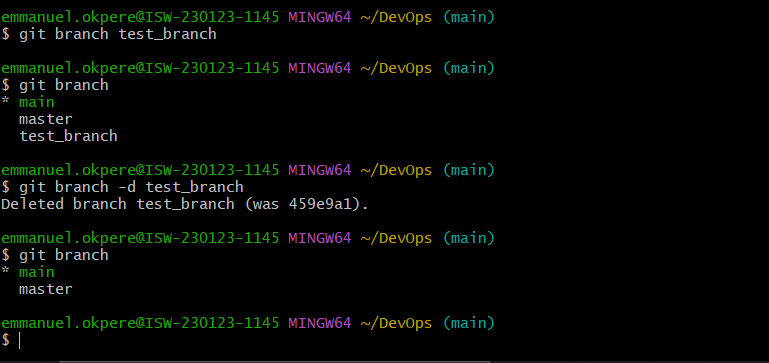 emmanuel.okpere@ISW-230123-1145 MINGW64 ~/DevOps (main)
$ git branch test_branch
emmanuel.okpere@ISW-230123-1145 MINGW64 ~/DevOps (main)
$ git branch
* main
  master
  test_branch
emmanuel.okpere@ISW-230123-1145 MINGW64 ~/DevOps (main)
$ git branch -d test_branch
Deleted branch test_branch (was 459e9a1).
emmanuel.okpere@ISW-230123-1145 MINGW64 ~/DevOps (main)
$ git branch
* main
  master
emmanuel.okpere@ISW-230123-1145 MINGW64 ~/DevOps (main)
$